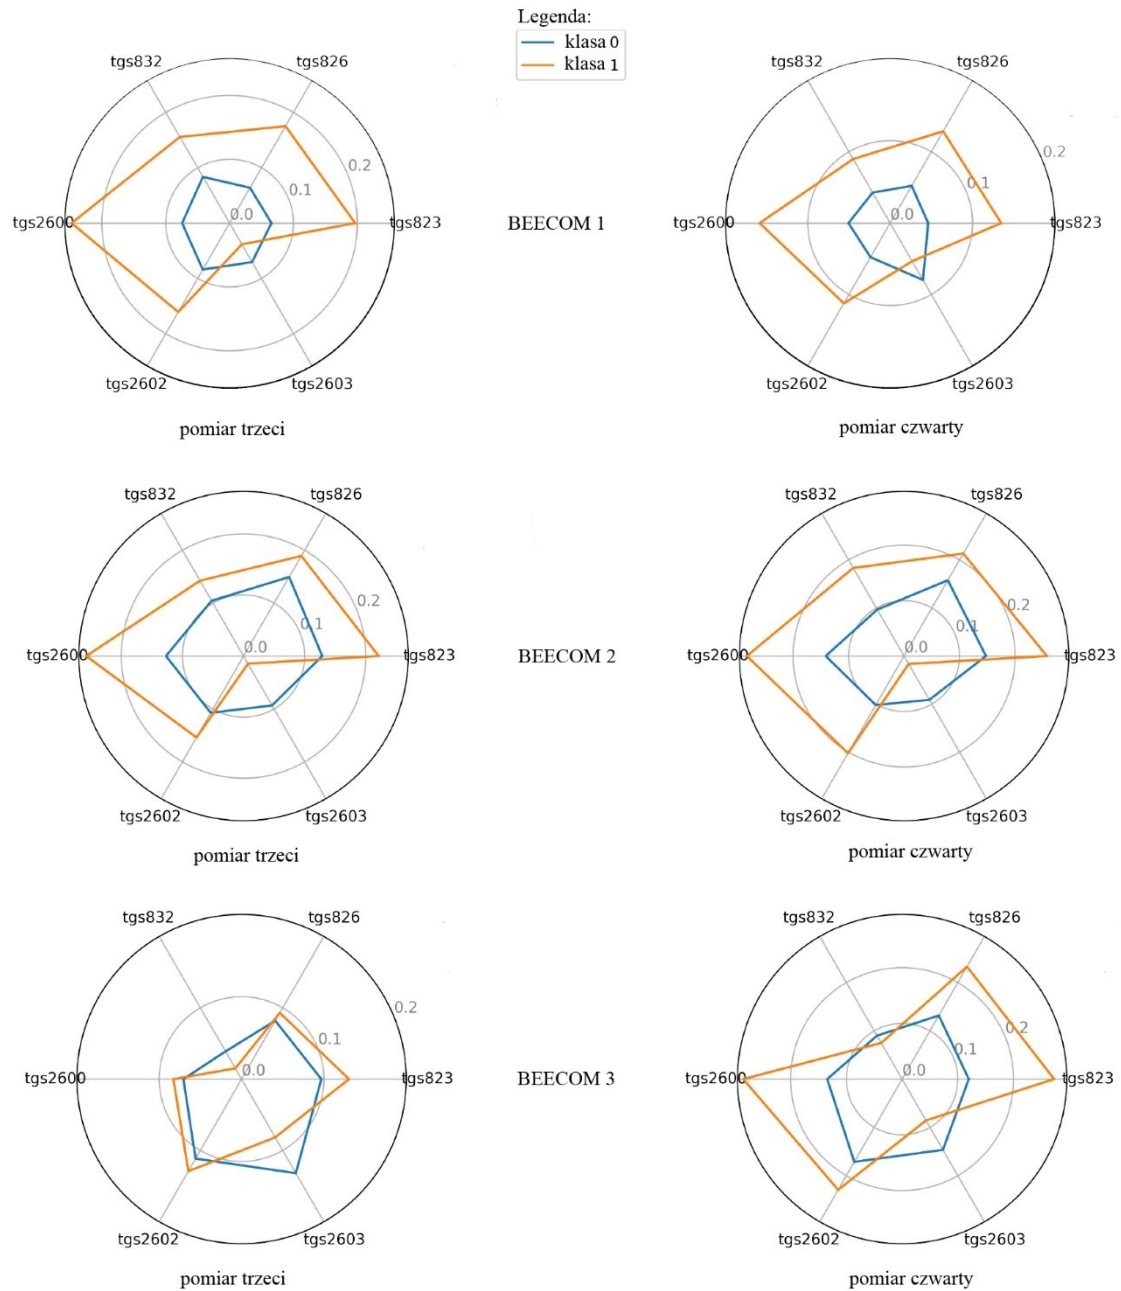 Legenda:
klasa 0
klasa 1
tgs832
tgs826
0.2
0.1
0.0
tgs2600
tgs823
tgs2602
tgs2603
pomiar trzeci
BEECOM 1
tgs832
tgs826
0.2
0.1
0.0
tgs2600
tgs823
tgs2602
tgs2603
pomiar czwarty
tgs832
tgs826
0.2
0.1
0.0
tgs2600
tgs823
tgs2602
tgs2603
pomiar trzeci
BEECOM 2
tgs832
tgs826
0.2
0.1
0.0
tgs2600
tgs823
tgs2602
tgs2603
pomiar czwarty
tgs832
tgs826
0.2
0.1
0.0
tgs2600
tgs823
tgs2602
tgs2603
pomiar trzeci
BEECOM 3
tgs832
tgs826
0.2
0.1
0.0
tgs2600
tgs823
tgs2602
tgs2603
pomiar czwarty